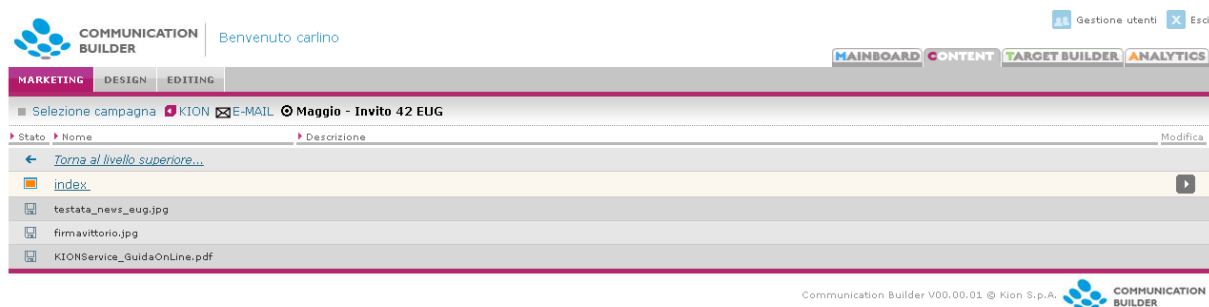 COMMUNICATION
BUILDER
Benvenuto carlino
Gestione utenti X Esci
MAINBOARD CONTENT TARGET BUILDER ANALYTICS
MARKETING DESIGN EDITING
Selezione campagna KION E-MAIL Maggio - Invito 42 EUG
Stato Nome Descrizione Modifica
Torna al livello superiore...
index
testata_news_eug.jpg
firmavittorio.jpg
KIONService_GuidaOnLine.pdf
Communication Builder V00.00.01 © Kion S.p.A.
COMMUNICATION
BUILDER